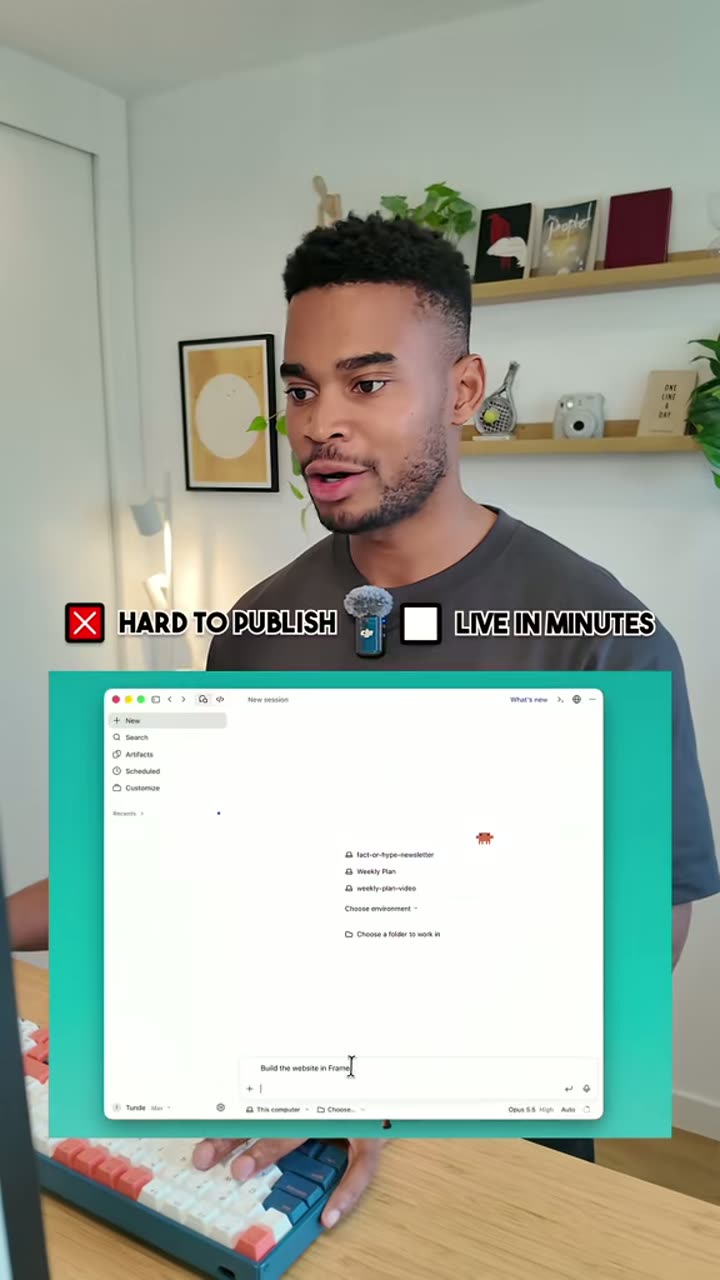 Prophet
ONE
LINE
A
DAY
HARD TO PUBLISH
LIVE IN MINUTES
New session
What's new
New
Search
Artifacts
Scheduled
Customize
Recents
fact-or-hype-newsletter
Weekly Plan
weekly-plan-video
Choose environment
Choose a folder to work in
Build the website in Frame
Tunde
Max
This computer
Choose...
Opus 5.5
High
Auto